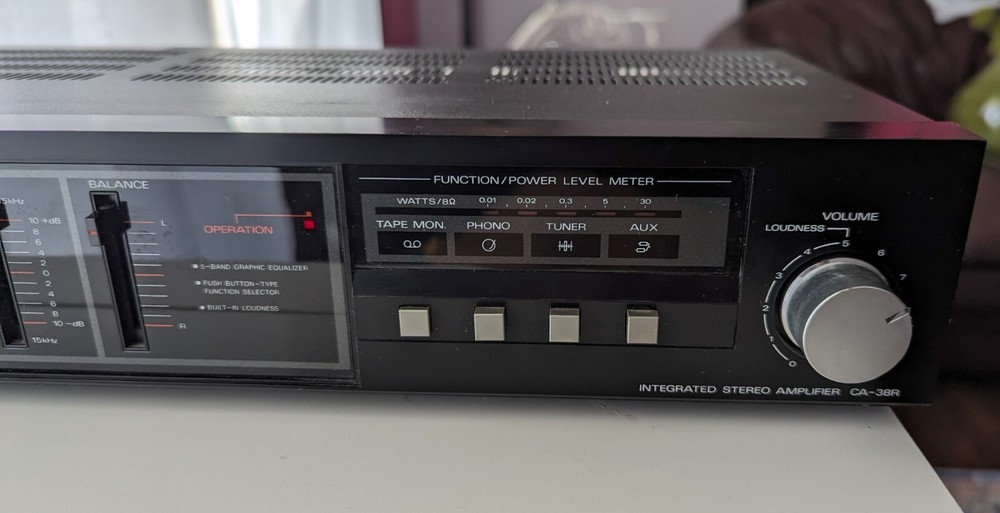 15kHz
10 +dB
8
6
4
2
0
2
4
6
8
10 −dB
15kHz
BALANCE
L
R
OPERATION
5-BAND GRAPHIC EQUALIZER
PUSH BUTTON-TYPE
FUNCTION SELECTOR
BUILT-IN LOUDNESS
FUNCTION/POWER LEVEL METER
WATTS/8Ω 0.01 0.02 0.3 5 30
TAPE MON. PHONO TUNER AUX
VOLUME
LOUDNESS
0
1
2
3
4
5
6
7
INTEGRATED STEREO AMPLIFIER CA-38R